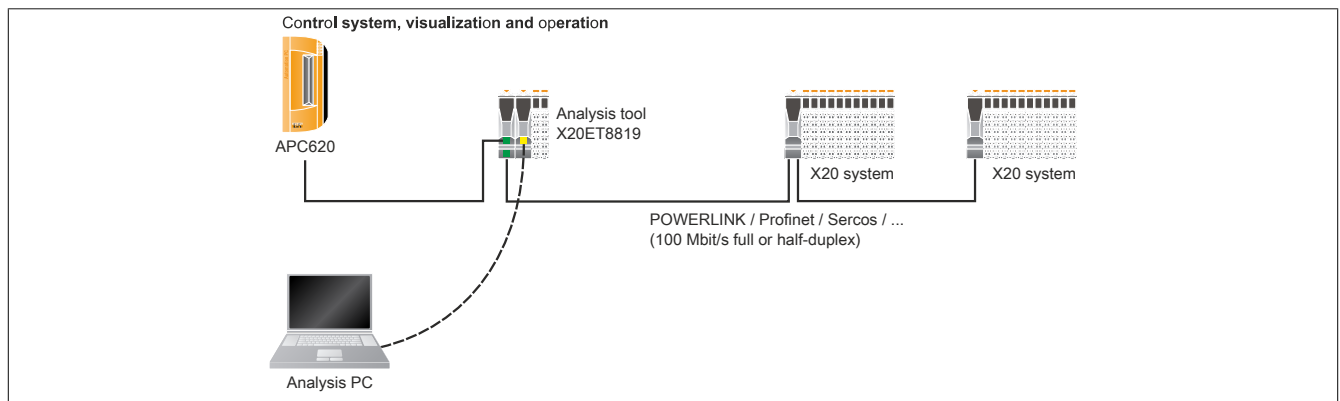 Control system, visualization and operation
APC620
Analysis tool
X20ET8819
X20 system
X20 system
POWERLINK / Profinet / Sercos / ...
(100 Mbit/s full or half-duplex)
Analysis PC